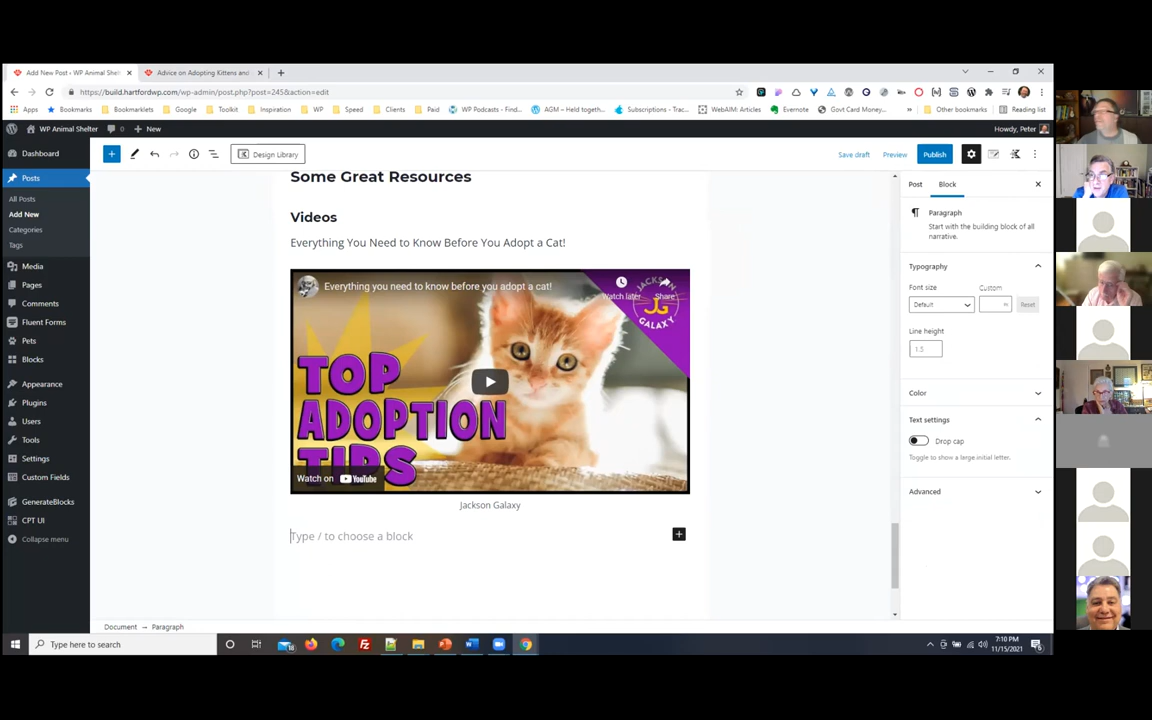 Add New Post ‹ WP Animal Shelt
Advice on Adopting Kittens and
https://build.hartfordwp.com/wp-admin/post.php?post=245&action=edit
Apps
Bookmarks
Bookmarklets
Google
Toolkit
Inspiration
WP
Speed
Clients
Paid
WP Podcasts - Find...
AGM – Held togeth...
Subscriptions - Trac...
WebAIM: Articles
Evernote
Govt Card Money...
»
Other bookmarks
Reading list
WP Animal Shelter
0
New
Howdy, Peter
Dashboard
Posts
All Posts
Add New
Categories
Tags
Media
Pages
Comments
Fluent Forms
Pets
Blocks
Appearance
Plugins
Users
Tools
Settings
Custom Fields
GenerateBlocks
CPT UI
Collapse menu
Design Library
Save draft
Preview
Publish
Some Great Resources
Videos
Everything You Need to Know Before You Adopt a Cat!
Everything you need to know before you adopt a cat!
Watch later
Share
JACKSON
JG
GALAXY
TOP
ADOPTION
TIPS
Watch on YouTube
Jackson Galaxy
Type / to choose a block
Document → Paragraph
Post
Block
Paragraph
Start with the building block of all
narrative.
Typography
Font size
Custom
Default
Reset
Line height
1.5
Color
Text settings
Drop cap
Toggle to show a large initial letter.
Advanced
Type here to search
7:10 PM
11/15/2021